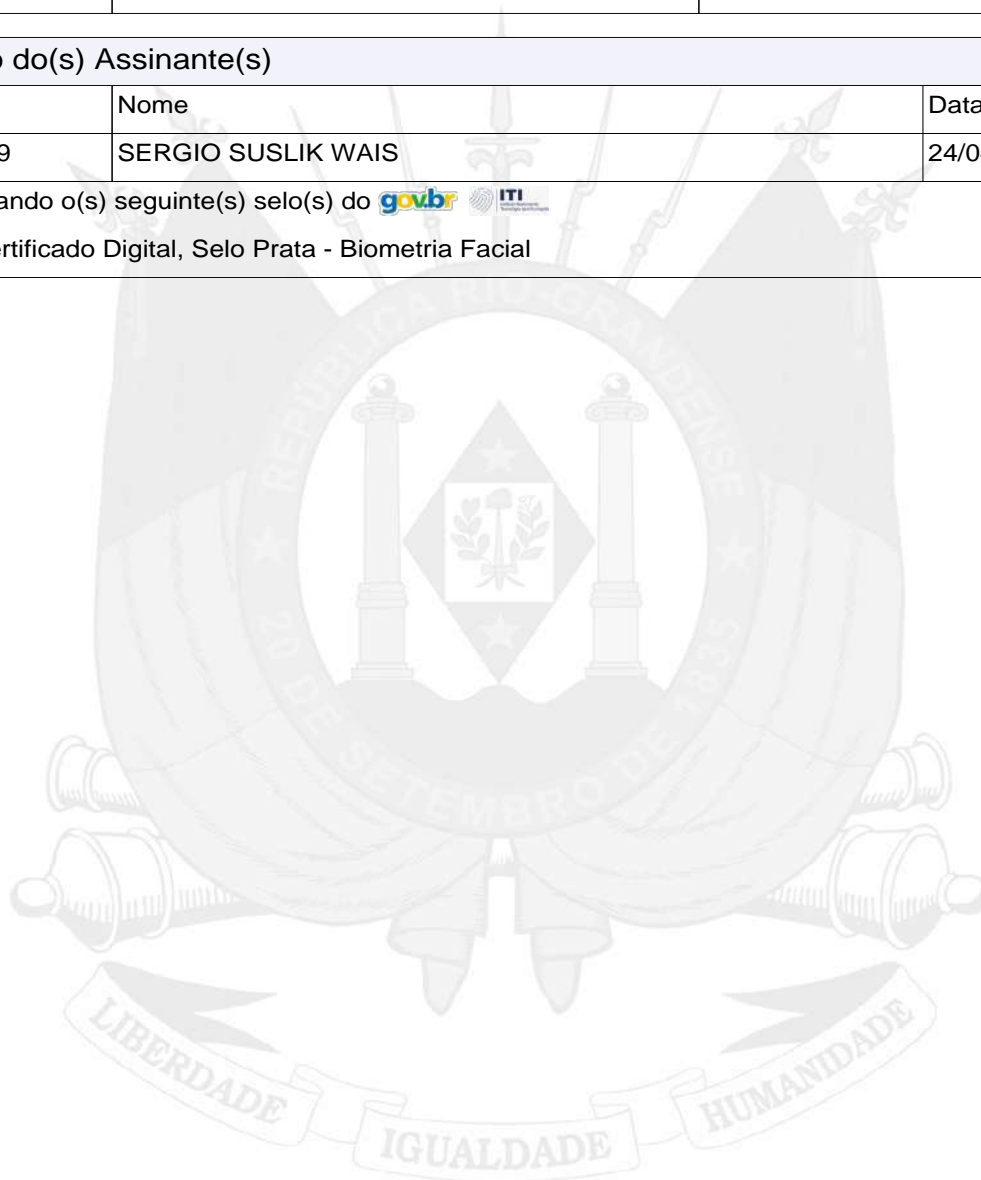 o do(s) Assinante(s)
Nome Data
9 SERGIO SUSLIK WAIS 24/0
ando o(s) seguinte(s) selo(s) do gov.br ITI
ertificado Digital, Selo Prata - Biometria Facial
REPÚBLICA RIO-GRANDENSE
20 DE SETEMBRO DE 1835
LIBERDADE IGUALDADE HUMANIDADE